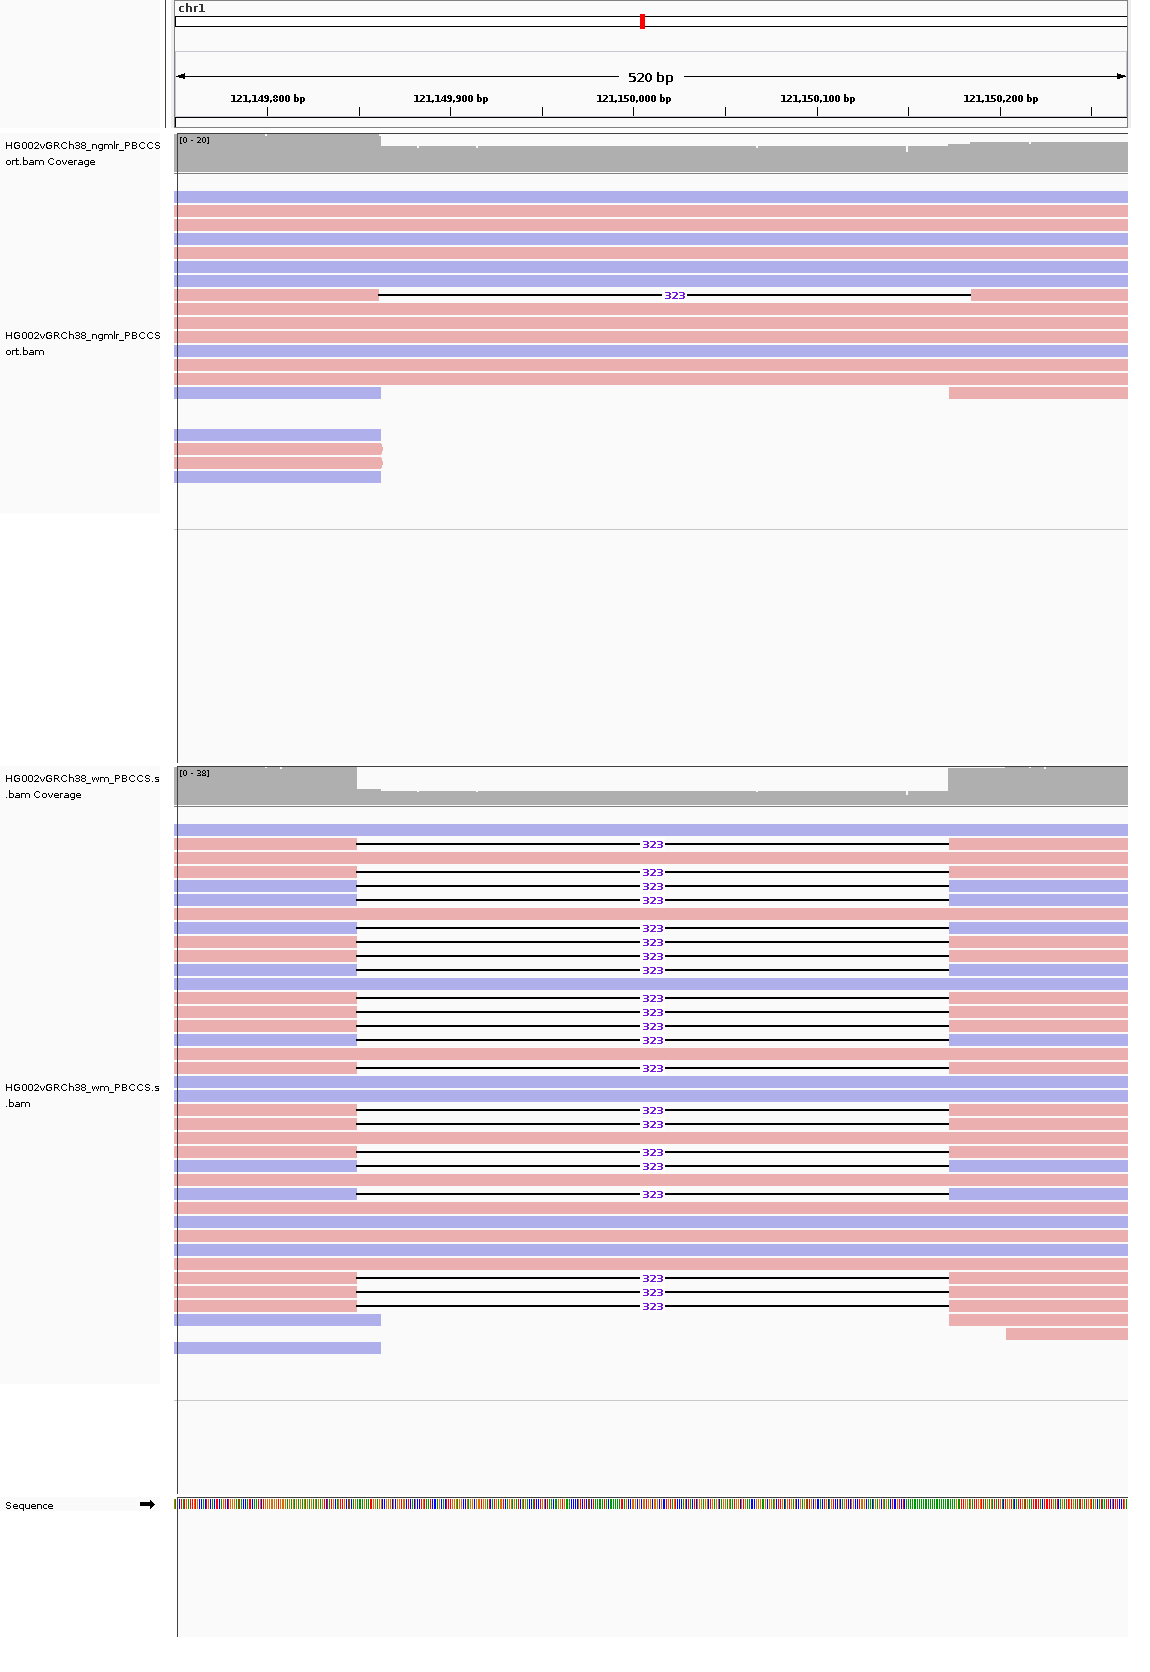 chr1
520 bp
121,149,800 bp 121,149,900 bp 121,150,000 bp 121,150,100 bp 121,150,200 bp
HG002vGRCh38_ngmlr_PBCCS
ort.bam Coverage
[0 - 20]
323
HG002vGRCh38_ngmlr_PBCCS
ort.bam
HG002vGRCh38_wm_PBCCS.s
.bam Coverage
[0 - 38]
323
323
323
323
323
323
323
323
323
323
323
323
323
HG002vGRCh38_wm_PBCCS.s
.bam
323
323
323
323
323
323
323
323
Sequence